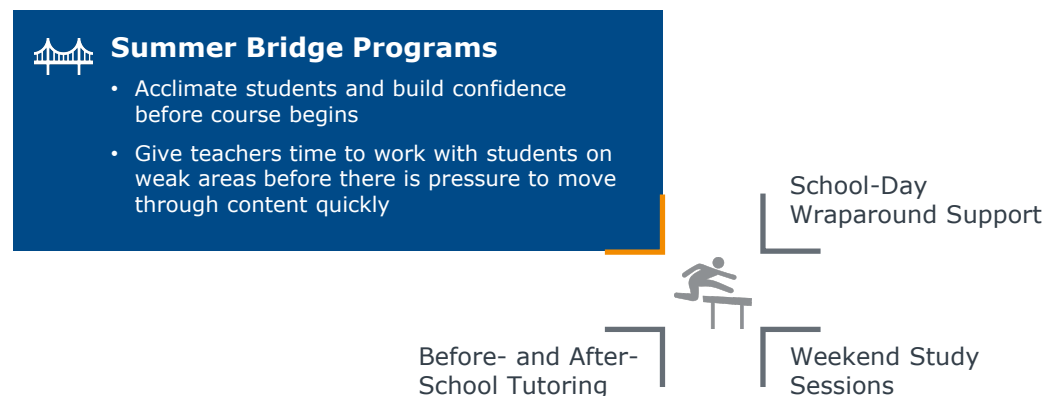 Summer Bridge Programs
• Acclimate students and build confidence
before course begins
• Give teachers time to work with students on
weak areas before there is pressure to move
through content quickly
School-Day
Wraparound Support
Before- and After-
School Tutoring
Weekend Study
Sessions